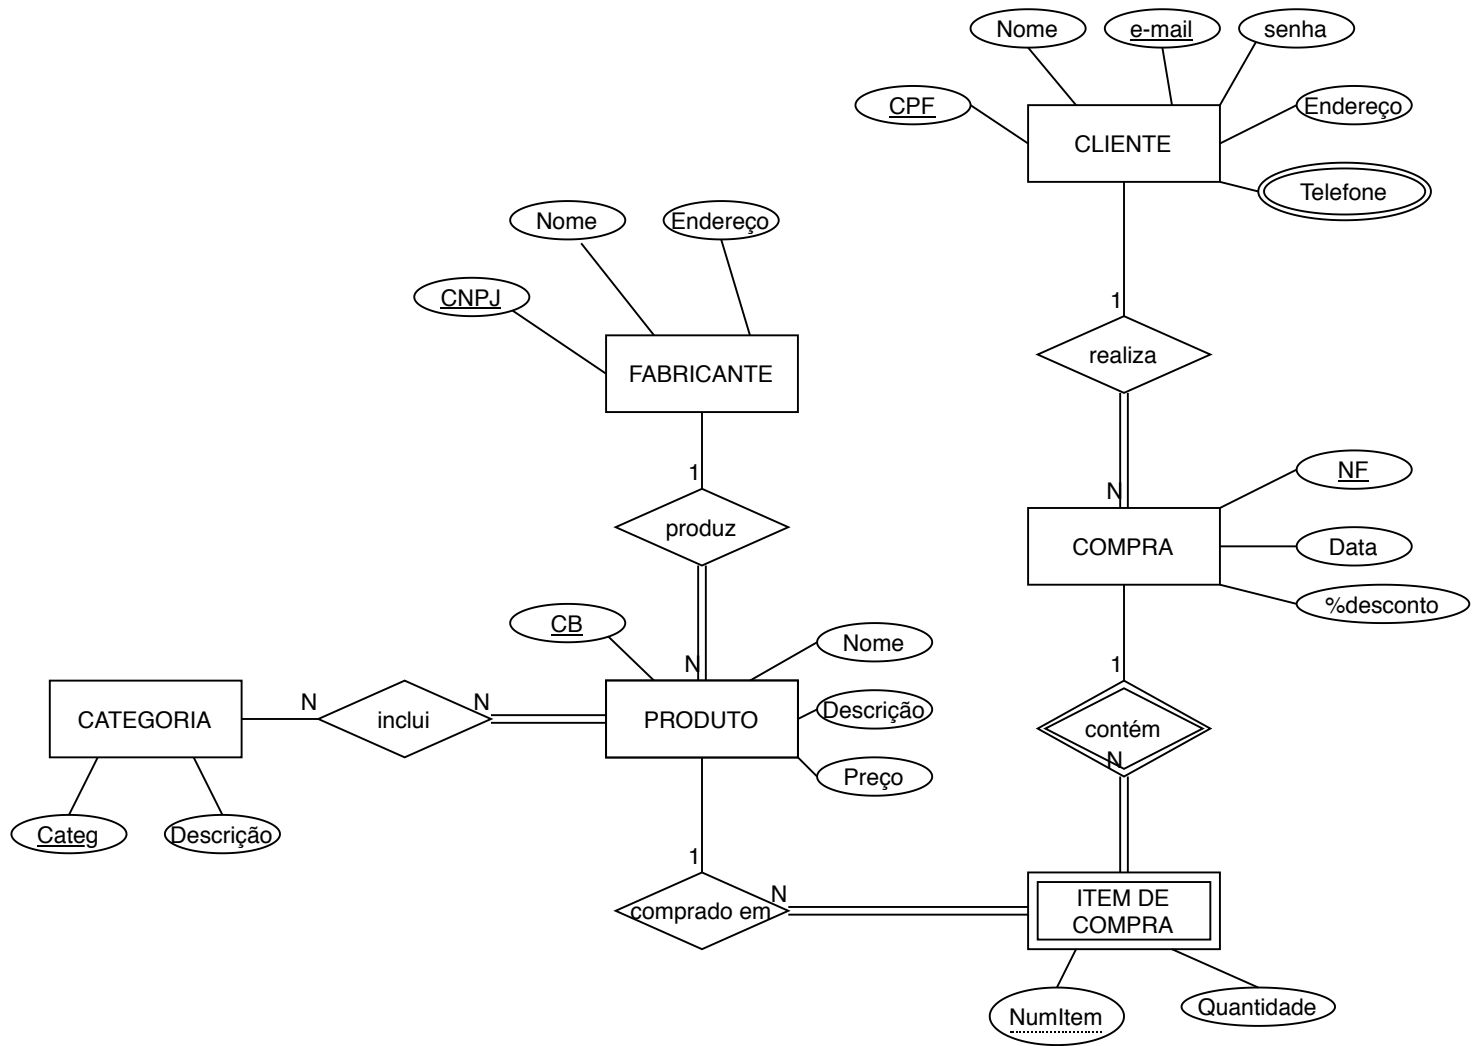 Nome
e-mail
senha
CPF
Endereço
CLIENTE
Telefone
Nome
Endereço
CNPJ
1
realiza
FABRICANTE
1
N
NF
produz
COMPRA
Data
%desconto
CB
Nome
N
1
CATEGORIA
N
inclui
N
PRODUTO
Descrição
contém
N
Preço
Categ
Descrição
1
N
comprado em
ITEM DE
COMPRA
NumItem
Quantidade